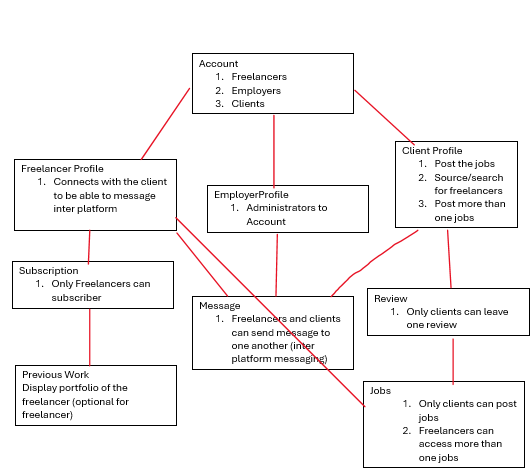 Account
1. Freelancers
2. Employers
3. Clients
Client Profile
1. Post the jobs
2. Source/search
for freelancers
3. Post more than
one jobs
Freelancer Profile
1. Connects with the client
to be able to message
inter platform
EmployerProfile
1. Administrators to
Account
Subscription
1. Only Freelancers can
subscriber
Message
1. Freelancers and clients
can send message to
one another (inter
platform messaging)
Review
1. Only clients can leave
one review
Previous Work
Display portfolio of the
freelancer (optional for
freelancer)
Jobs
1. Only clients can post
jobs
2. Freelancers can
access more than
one jobs